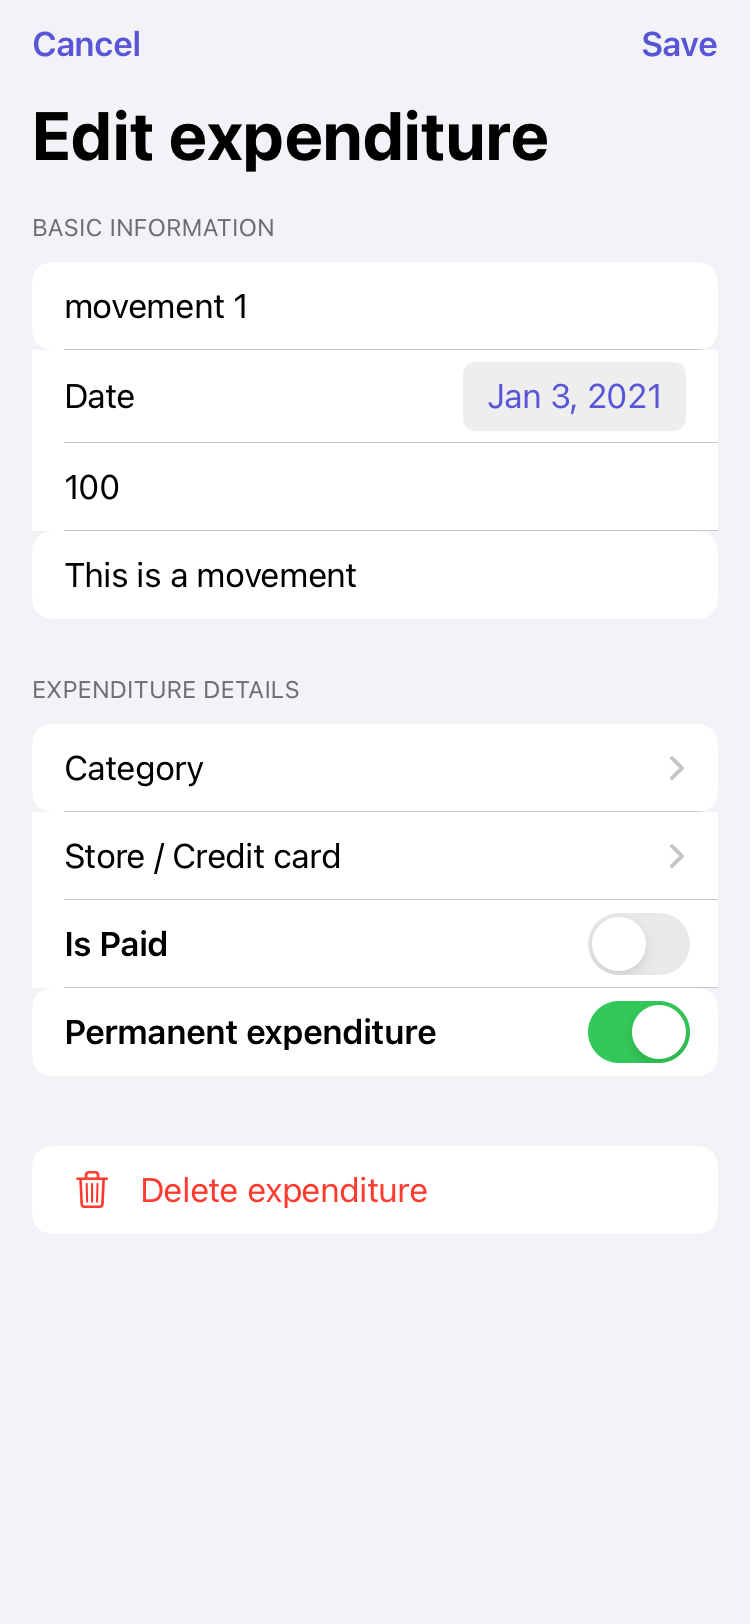 Cancel Save
Edit expenditure
BASIC INFORMATION
movement 1
Date Jan 3, 2021
100
This is a movement
EXPENDITURE DETAILS
Category
Store / Credit card
Is Paid
Permanent expenditure
Delete expenditure